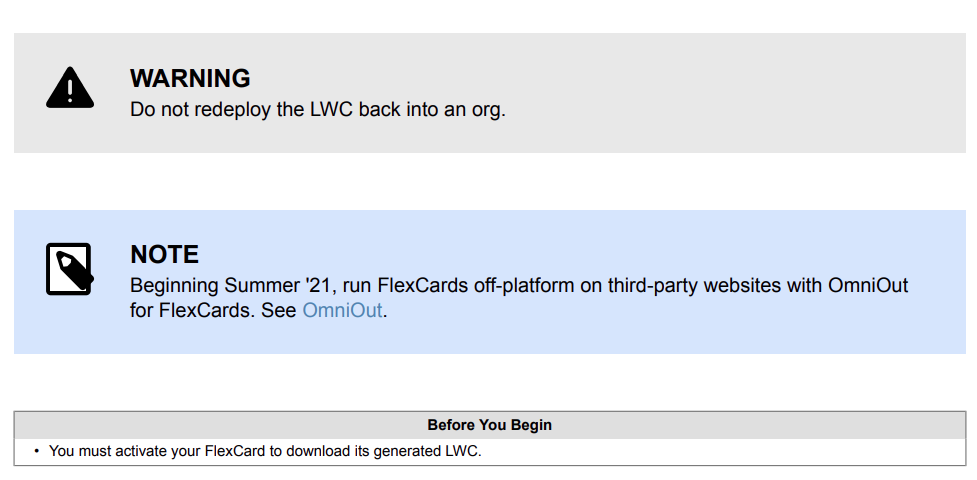 WARNING
Do not redeploy the LWC back into an org.
NOTE
Beginning Summer '21, run FlexCards off-platform on third-party websites with OmniOut
for FlexCards. See OmniOut.
Before You Begin
• You must activate your FlexCard to download its generated LWC.